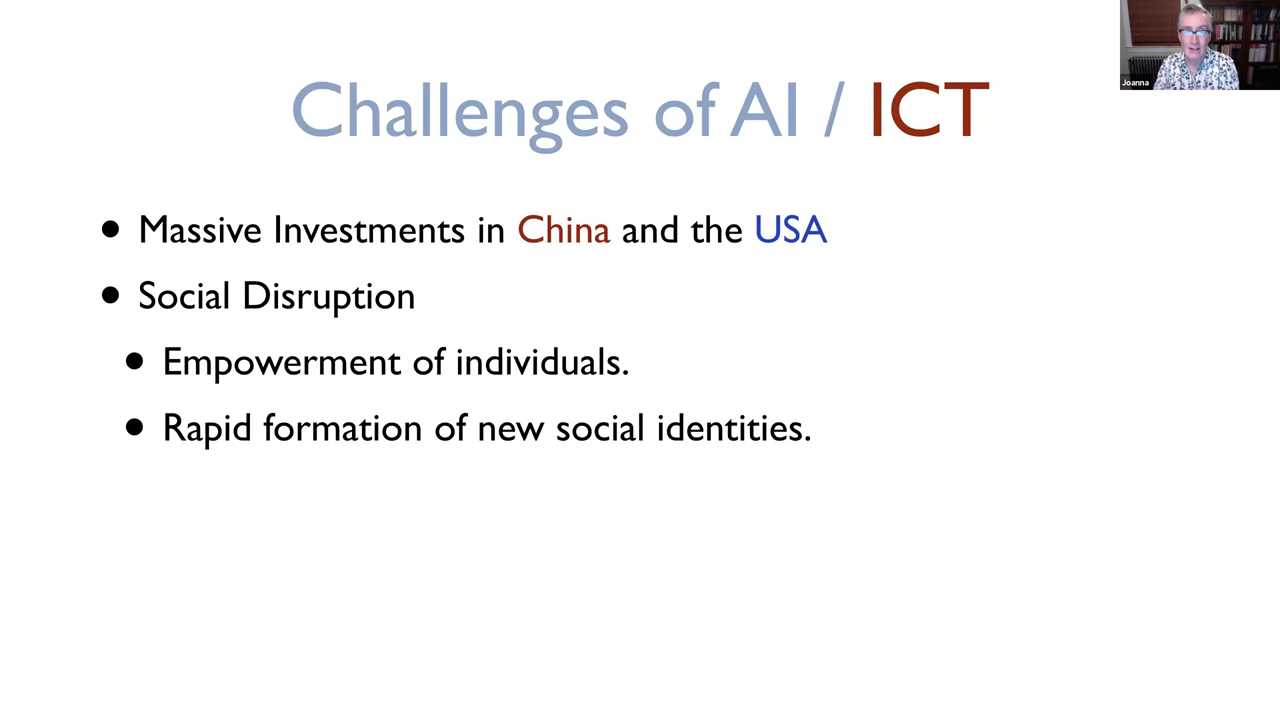 Joanna
Challenges of AI / ICT
• Massive Investments in China and the USA
• Social Disruption
• Empowerment of individuals.
• Rapid formation of new social identities.